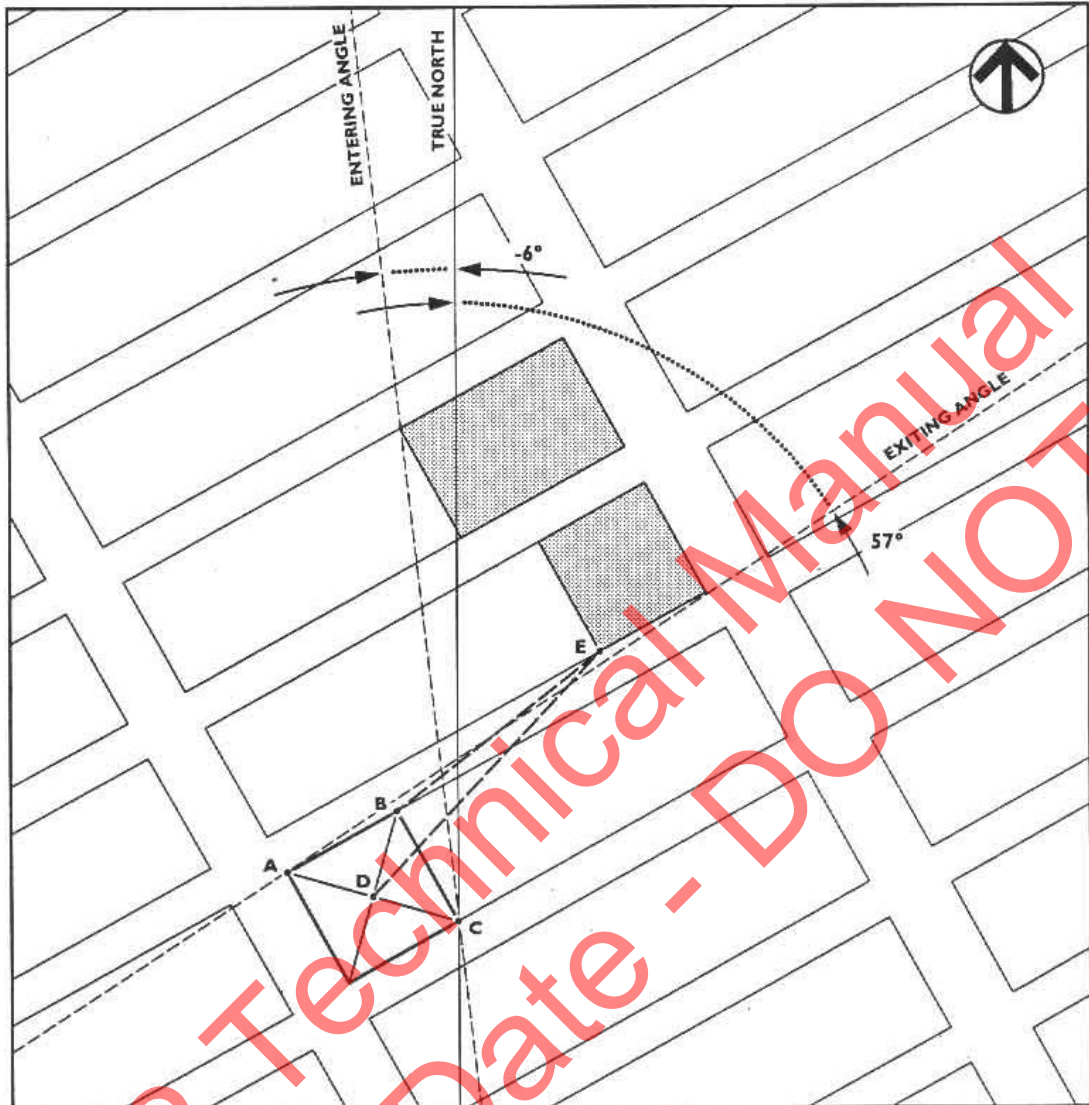 ENTERING ANGLE
TRUE NORTH
-6°
EXITING ANGLE
57°
E
B
A
D
C
Technical Manual
Date - DO NOT